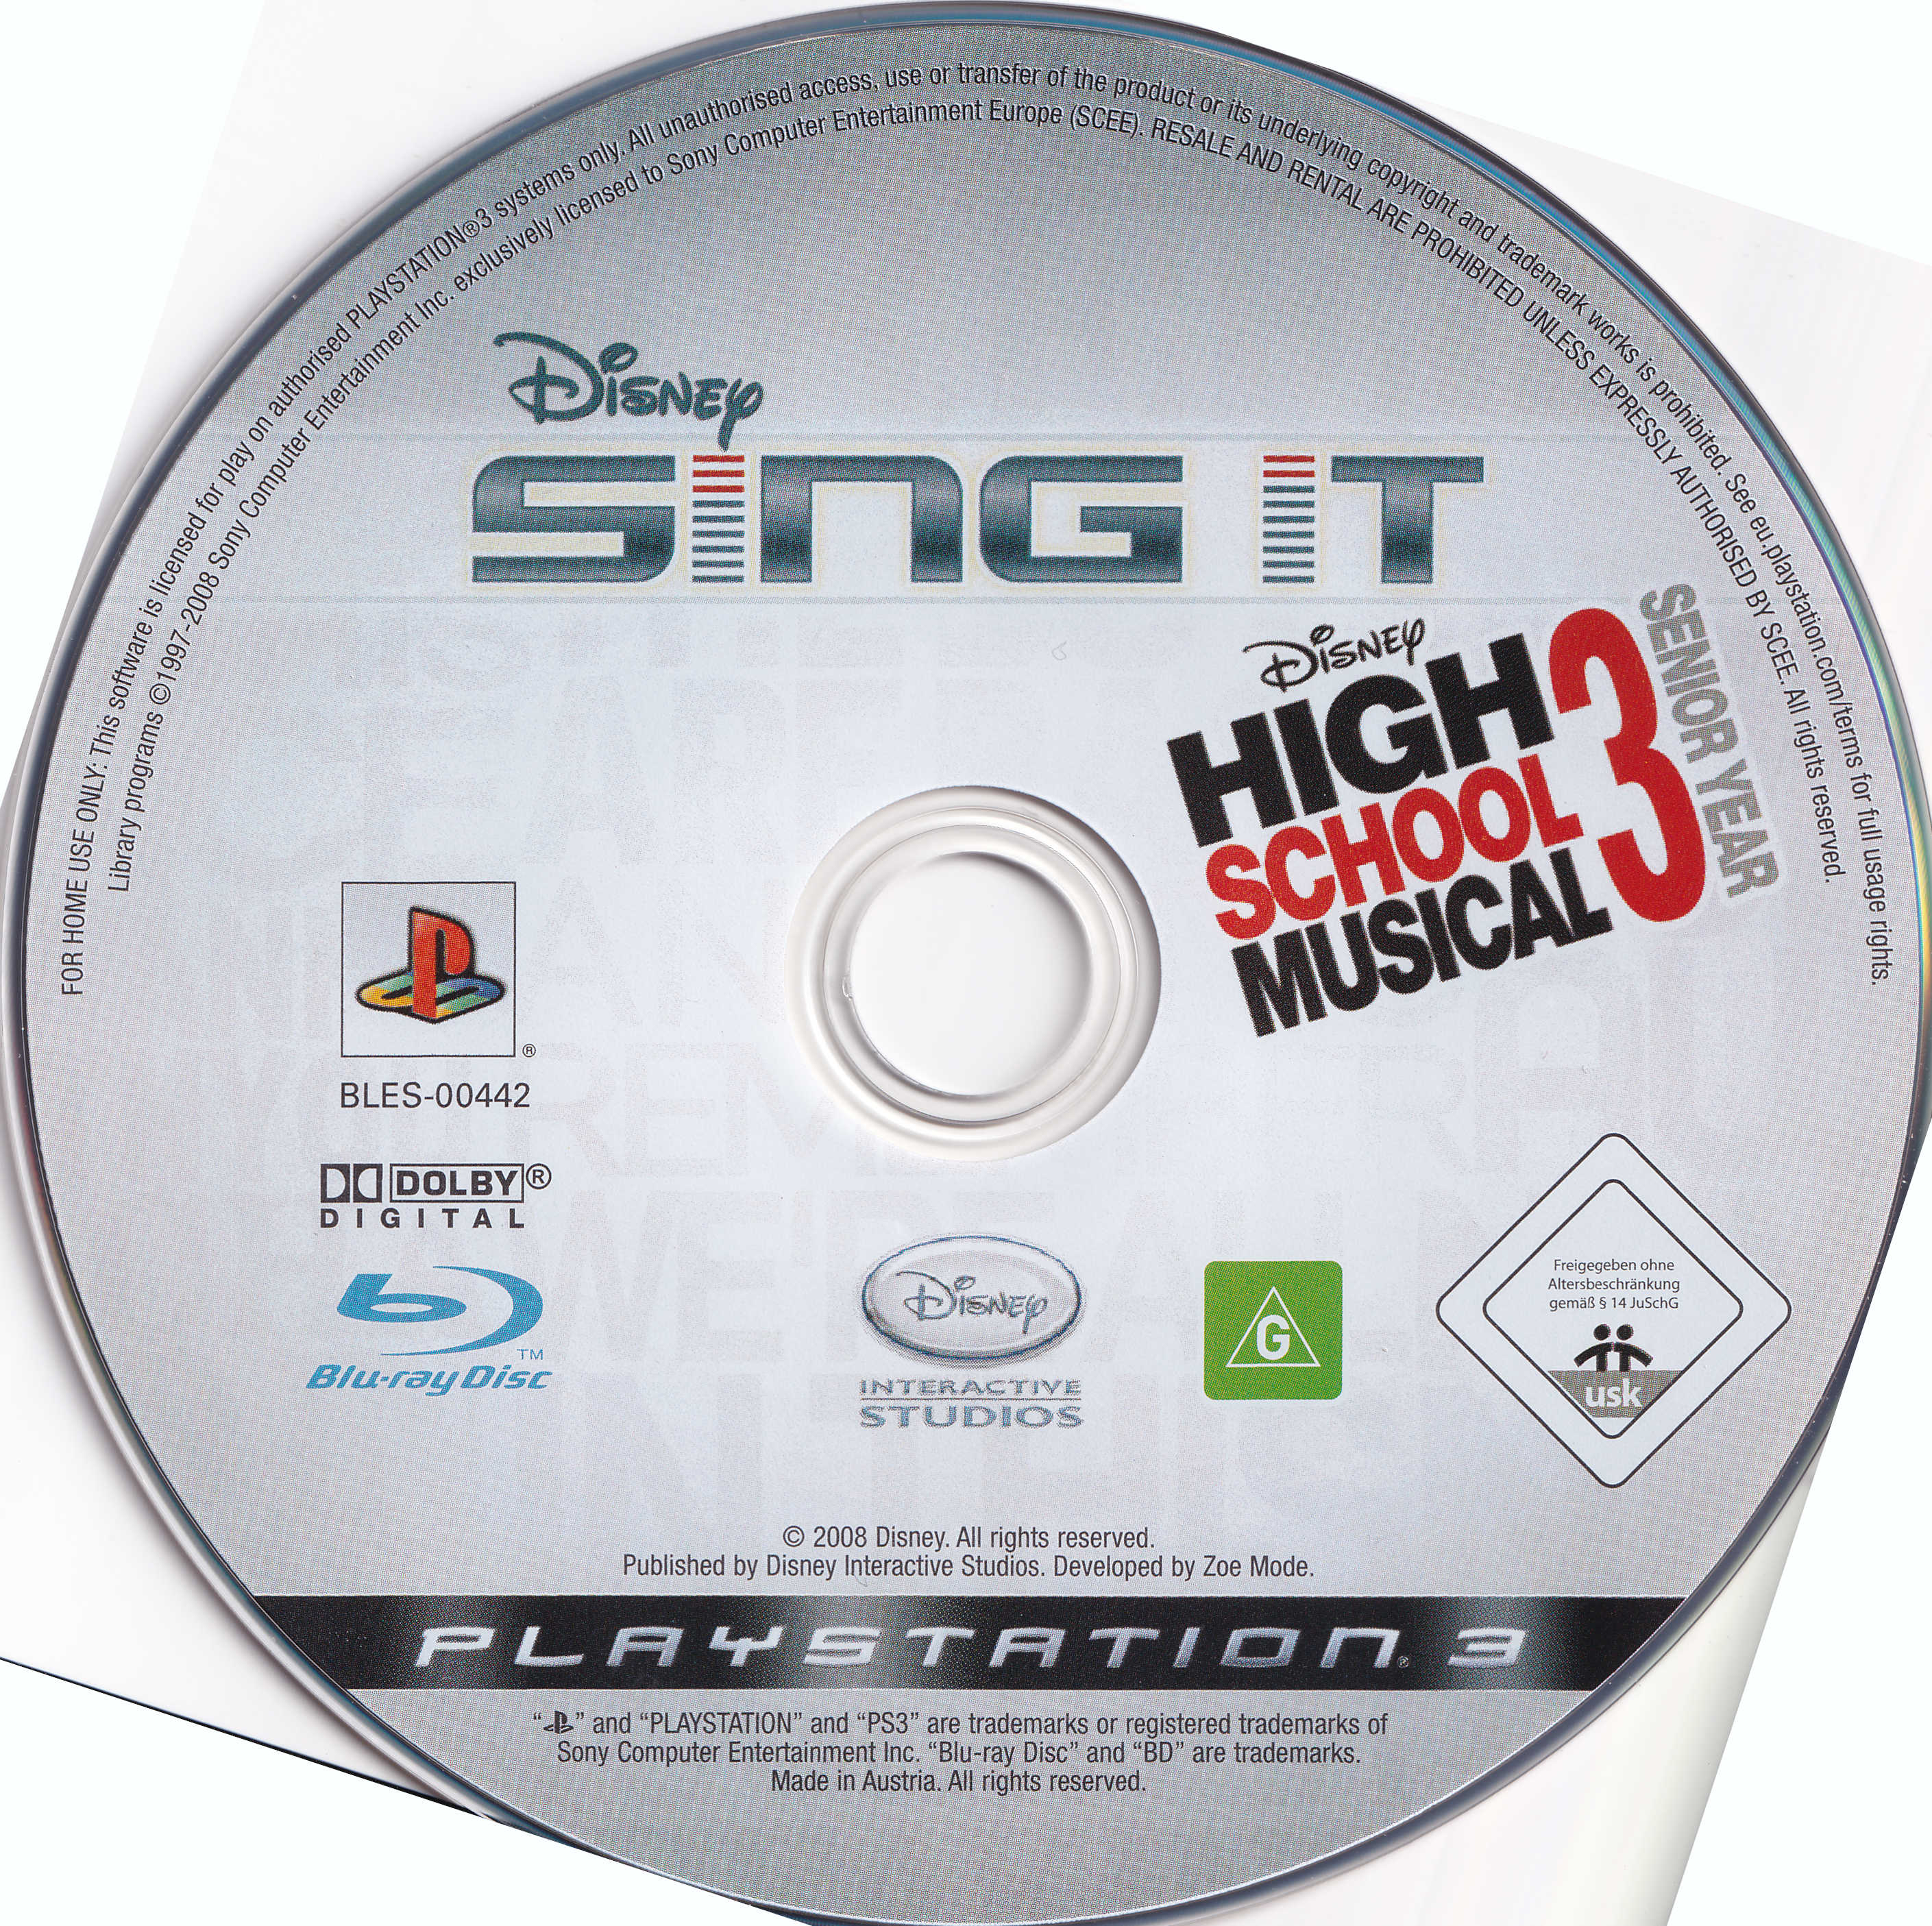 FOR HOME USE ONLY: This software is licensed for play on authorised PLAYSTATION®3 systems only. All unauthorised access, use or transfer of the product or its underlying copyright and trademark works is prohibited. See eu.playstation.com/terms for full usage rights.
Library programs ©1997-2008 Sony Computer Entertainment Inc. exclusively licensed to Sony Computer Entertainment Europe (SCEE). RESALE AND RENTAL ARE PROHIBITED UNLESS EXPRESSLY AUTHORISED BY SCEE. All rights reserved.
Disney
SING IT
Disney
HIGH
SCHOOL
MUSICAL
3
SENIOR YEAR
®
BLES-00442
DOLBY®
DIGITAL
Blu-ray Disc™
Disney
INTERACTIVE
STUDIOS
G
Freigegeben ohne
Altersbeschränkung
gemäß § 14 JuSchG
usk
© 2008 Disney. All rights reserved.
Published by Disney Interactive Studios. Developed by Zoe Mode.
PLAYSTATION®3
“ ” and “PLAYSTATION” and “PS3” are trademarks or registered trademarks of
Sony Computer Entertainment Inc. “Blu-ray Disc” and “BD” are trademarks.
Made in Austria. All rights reserved.